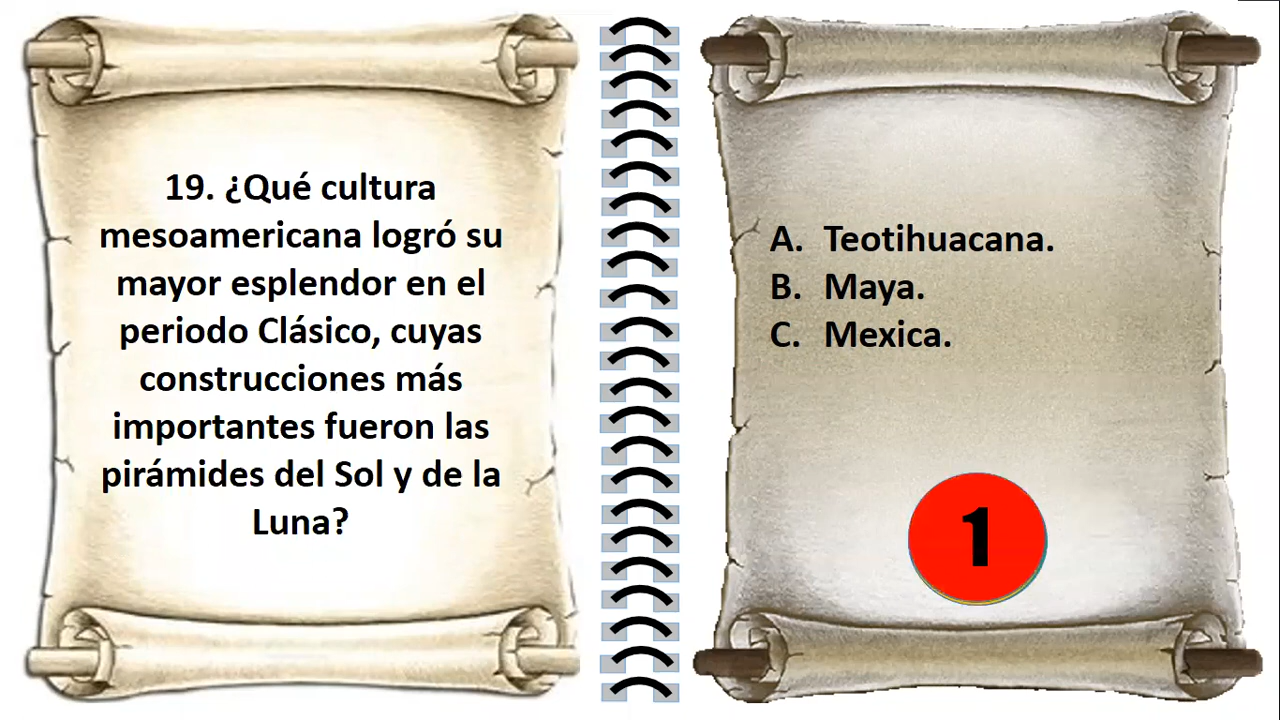 19. ¿Qué cultura
mesoamericana logró su
mayor esplendor en el
periodo Clásico, cuyas
construcciones más
importantes fueron las
pirámides del Sol y de la
Luna?
A. Teotihuacana.
B. Maya.
C. Mexica.
1